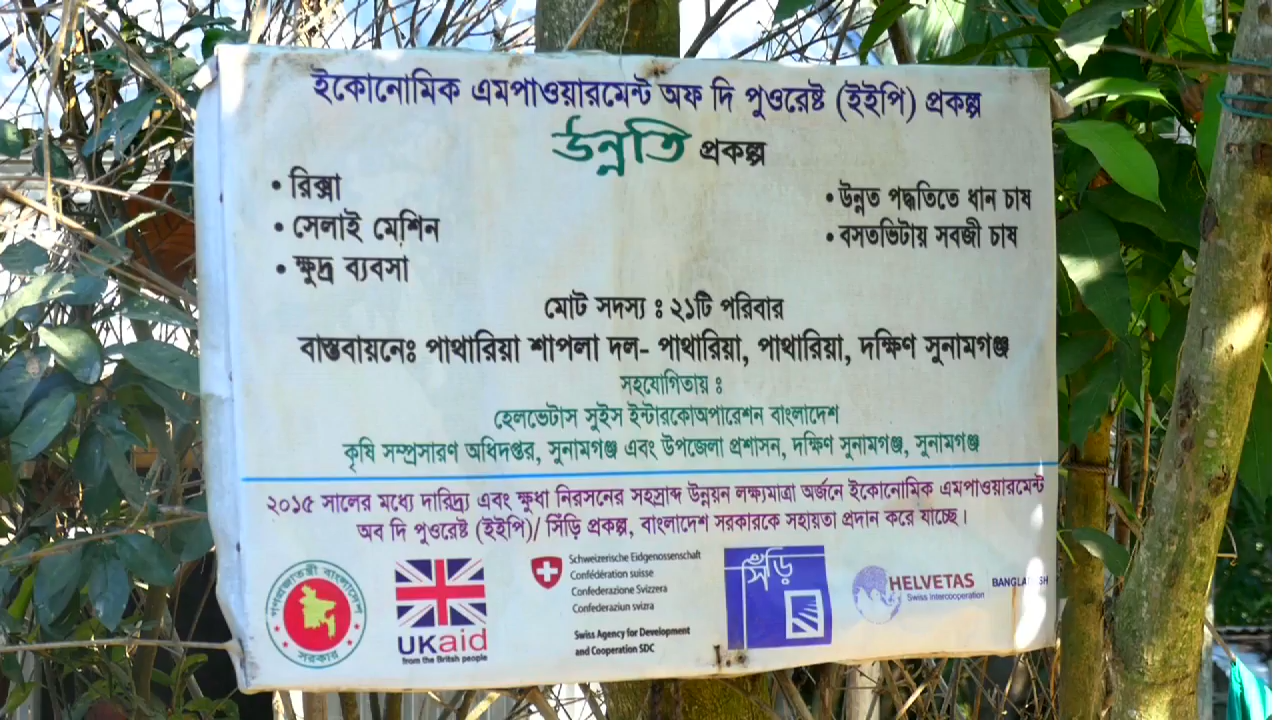 ইকোনোমিক এমপাওয়ারমেন্ট অফ দি পুওরেষ্ট (ইইপি) প্রকল্প
উন্নতি প্রকল্প
• রিক্সা
• সেলাই মেশিন
• ক্ষুদ্র ব্যবসা
• উন্নত পদ্ধতিতে ধান চাষ
• বসতভিটায় সবজী চাষ
মোট সদস্য ঃ ২১টি পরিবার
বাস্তবায়নেঃ পাথারিয়া শাপলা দল- পাথারিয়া, পাথারিয়া, দক্ষিণ সুনামগঞ্জ
সহযোগিতায় ঃ
হেলভেটাস সুইস ইন্টারকোঅপারেশন বাংলাদেশ
কৃষি সম্প্রসারণ অধিদপ্তর, সুনামগঞ্জ এবং উপজেলা প্রশাসন, দক্ষিণ সুনামগঞ্জ, সুনামগঞ্জ
২০১৫ সালের মধ্যে দারিদ্র্য এবং ক্ষুধা নিরসনের সহস্রাব্দ উন্নয়ন লক্ষ্যমাত্রা অর্জনে ইকোনোমিক এমপাওয়ারমেন্ট
অব দি পুওরেষ্ট (ইইপি)/ সিঁড়ি প্রকল্প, বাংলাদেশ সরকারকে সহায়তা প্রদান করে যাচ্ছে।
গণপ্রজাতন্ত্রী বাংলাদেশ
সরকার
UKaid
from the British people
Schweizerische Eidgenossenschaft
Confédération suisse
Confederazione Svizzera
Confederaziun svizra
Swiss Agency for Development
and Cooperation SDC
সিঁড়ি
HELVETAS BANGLADESH
Swiss Intercooperation